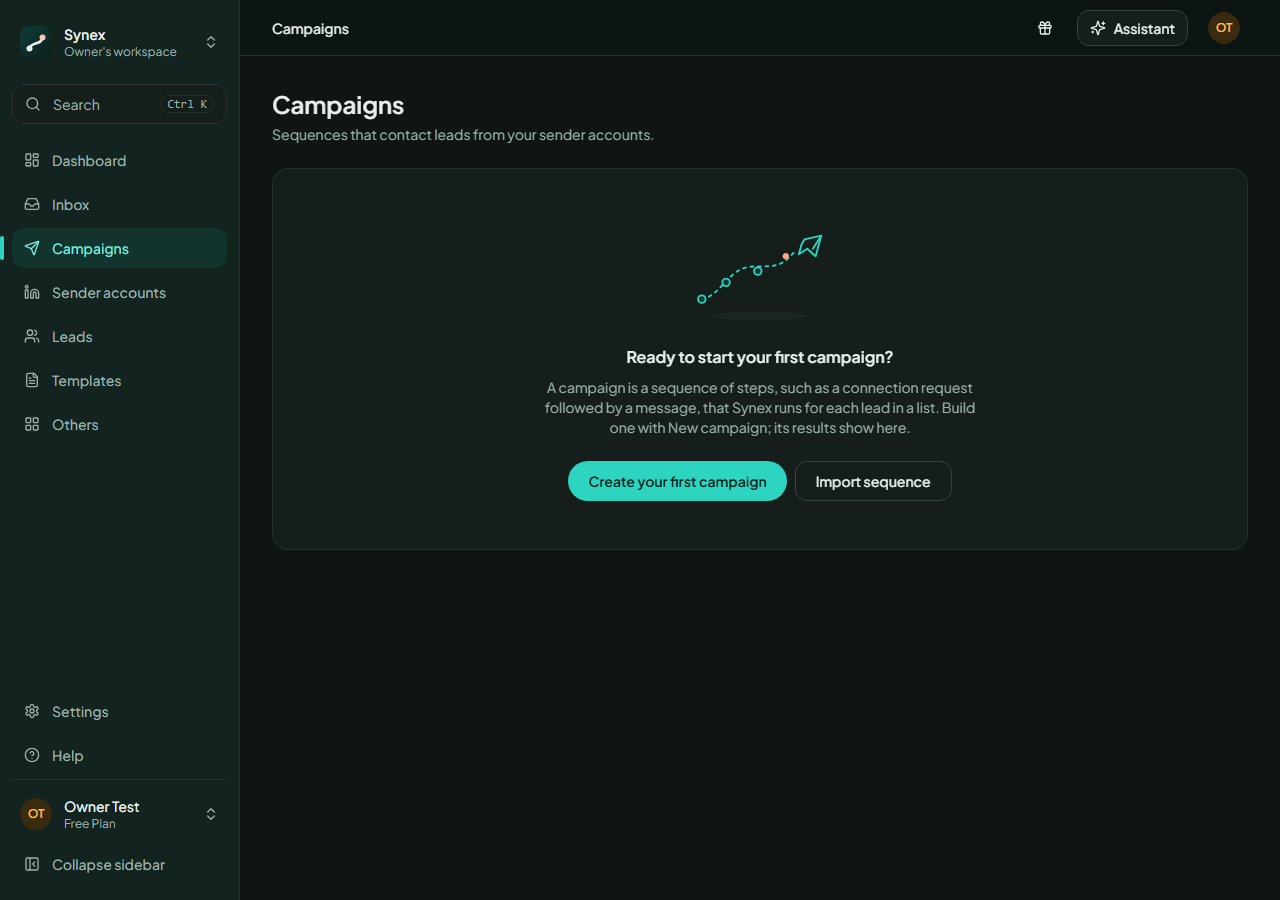 Synex
Owner's workspace
Search
Ctrl K
Dashboard
Inbox
Campaigns
Sender accounts
Leads
Templates
Others
Settings
Help
OT
Owner Test
Free Plan
Collapse sidebar
Campaigns
Assistant
OT
Campaigns
Sequences that contact leads from your sender accounts.
Ready to start your first campaign?
A campaign is a sequence of steps, such as a connection request
followed by a message, that Synex runs for each lead in a list. Build
one with New campaign; its results show here.
Create your first campaign
Import sequence